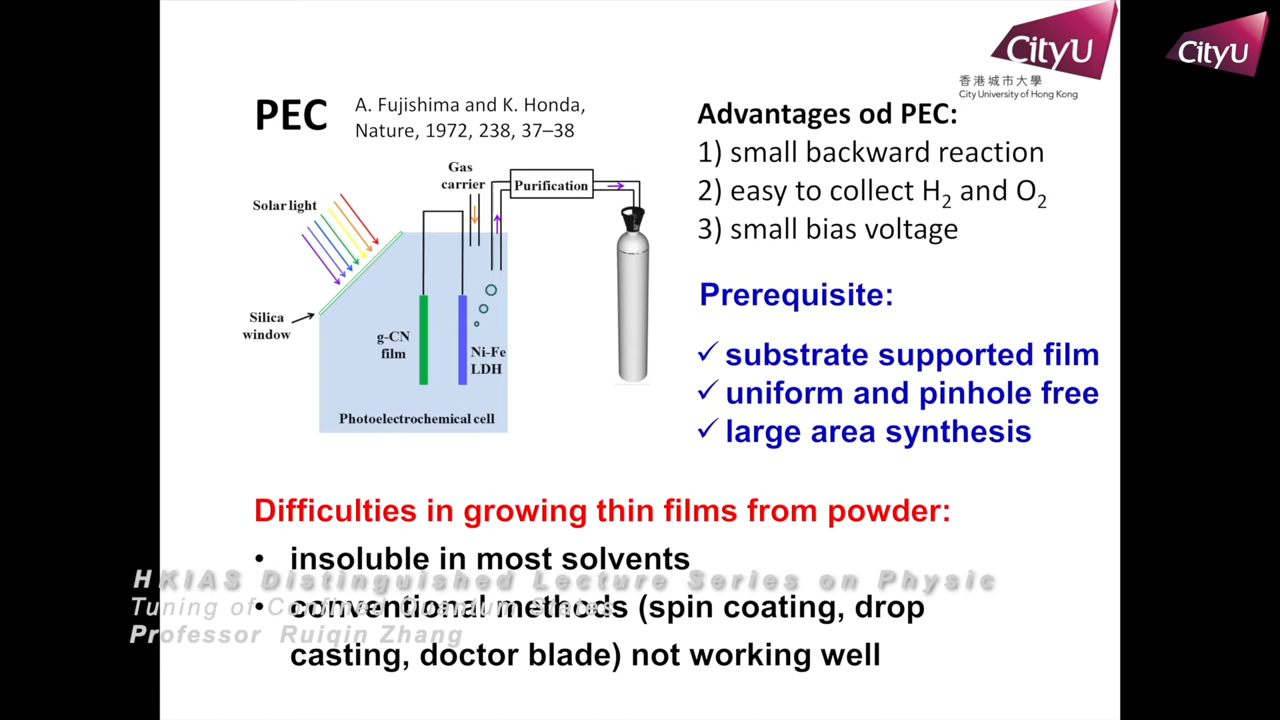 CityU
香港城市大學
City University of Hong Kong
CityU
PEC
A. Fujishima and K. Honda,
Nature, 1972, 238, 37–38
Gas
carrier
Purification
Solar light
Silica
window
g-CN
film
Ni-Fe
LDH
Photoelectrochemical cell
Advantages od PEC:
1) small backward reaction
2) easy to collect H2 and O2
3) small bias voltage
Prerequisite:
✓ substrate supported film
✓ uniform and pinhole free
✓ large area synthesis
Difficulties in growing thin films from powder:
• insoluble in most solvents
HKIAS Distinguished Lecture Series on Physic
• conventional methods (spin coating, drop
Tuning of Confined Quantum States
Professor Ruiqin Zhang
casting, doctor blade) not working well